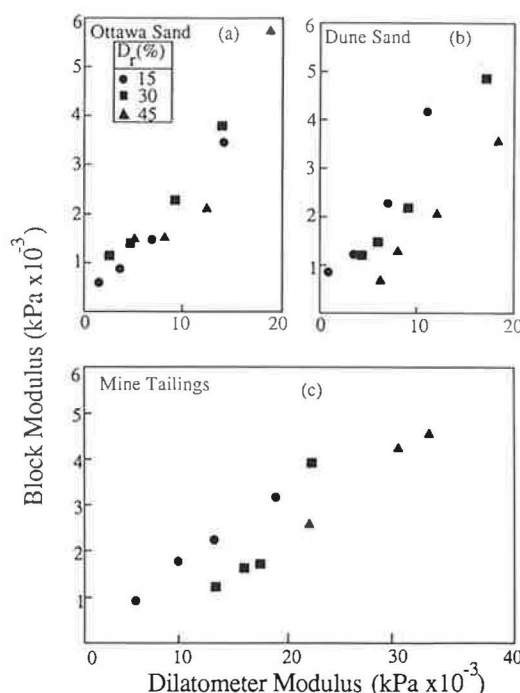 Ottawa Sand (a)
D_r(%)
● 15
■ 30
▲ 45
6
5
4
3
2
1
0 10 20
Dune Sand (b)
6
5
4
3
2
1
0 10 20
Mine Tailings (c)
6
5
4
3
2
1
0 10 20 30 40
Block Modulus (kPa x10⁻³)
Dilatometer Modulus (kPa x10⁻³)